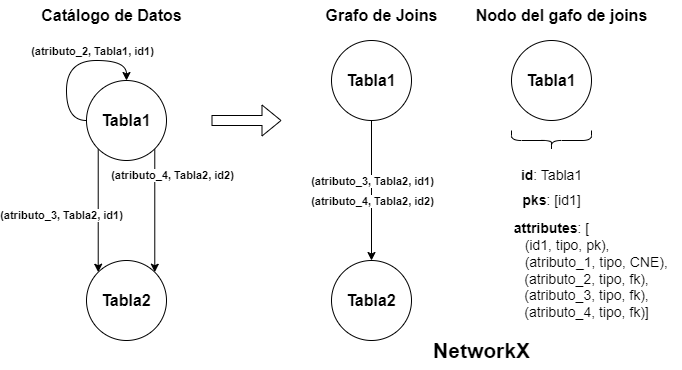 Catálogo de Datos
(atributo_2, Tabla1, id1)
Tabla1
(atributo_4, Tabla2, id2)
(atributo_3, Tabla2, id1)
Tabla2
Grafo de Joins
Tabla1
(atributo_3, Tabla2, id1)
(atributo_4, Tabla2, id2)
Tabla2
Nodo del gafo de joins
Tabla1
id: Tabla1
pks: [id1]
attributes: [
(id1, tipo, pk),
(atributo_1, tipo, CNE),
(atributo_2, tipo, fk),
(atributo_3, tipo, fk),
(atributo_4, tipo, fk)]
NetworkX